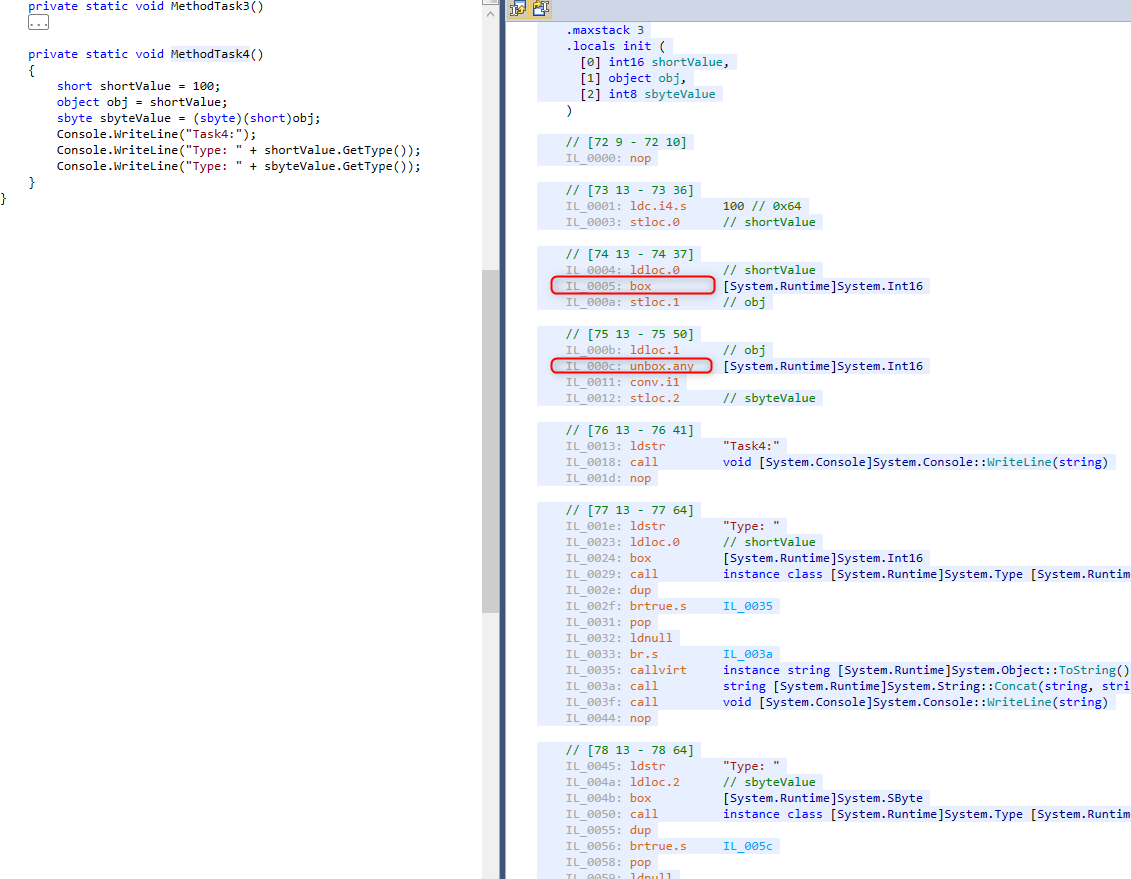 private static void MethodTask3()
...
private static void MethodTask4()
{
short shortValue = 100;
object obj = shortValue;
sbyte sbyteValue = (sbyte)(short)obj;
Console.WriteLine("Task4:");
Console.WriteLine("Type: " + shortValue.GetType());
Console.WriteLine("Type: " + sbyteValue.GetType());
}
}
.maxstack 3
.locals init (
[0] int16 shortValue,
[1] object obj,
[2] int8 sbyteValue
)
// [72 9 - 72 10]
IL_0000: nop
// [73 13 - 73 36]
IL_0001: ldc.i4.s 100 // 0x64
IL_0003: stloc.0 // shortValue
// [74 13 - 74 37]
IL_0004: ldloc.0 // shortValue
IL_0005: box [System.Runtime]System.Int16
IL_000a: stloc.1 // obj
// [75 13 - 75 50]
IL_000b: ldloc.1 // obj
IL_000c: unbox.any [System.Runtime]System.Int16
IL_0011: conv.i1
IL_0012: stloc.2 // sbyteValue
// [76 13 - 76 41]
IL_0013: ldstr "Task4:"
IL_0018: call void [System.Console]System.Console::WriteLine(string)
IL_001d: nop
// [77 13 - 77 64]
IL_001e: ldstr "Type: "
IL_0023: ldloc.0 // shortValue
IL_0024: box [System.Runtime]System.Int16
IL_0029: call instance class [System.Runtime]System.Type [System.Runtim
IL_002e: dup
IL_002f: brtrue.s IL_0035
IL_0031: pop
IL_0032: ldnull
IL_0033: br.s IL_003a
IL_0035: callvirt instance string [System.Runtime]System.Object::ToString()
IL_003a: call string [System.Runtime]System.String::Concat(string, stri
IL_003f: call void [System.Console]System.Console::WriteLine(string)
IL_0044: nop
// [78 13 - 78 64]
IL_0045: ldstr "Type: "
IL_004a: ldloc.2 // sbyteValue
IL_004b: box [System.Runtime]System.SByte
IL_0050: call instance class [System.Runtime]System.Type [System.Runtim
IL_0055: dup
IL_0056: brtrue.s IL_005c
IL_0058: pop
IL_0059: ldnull